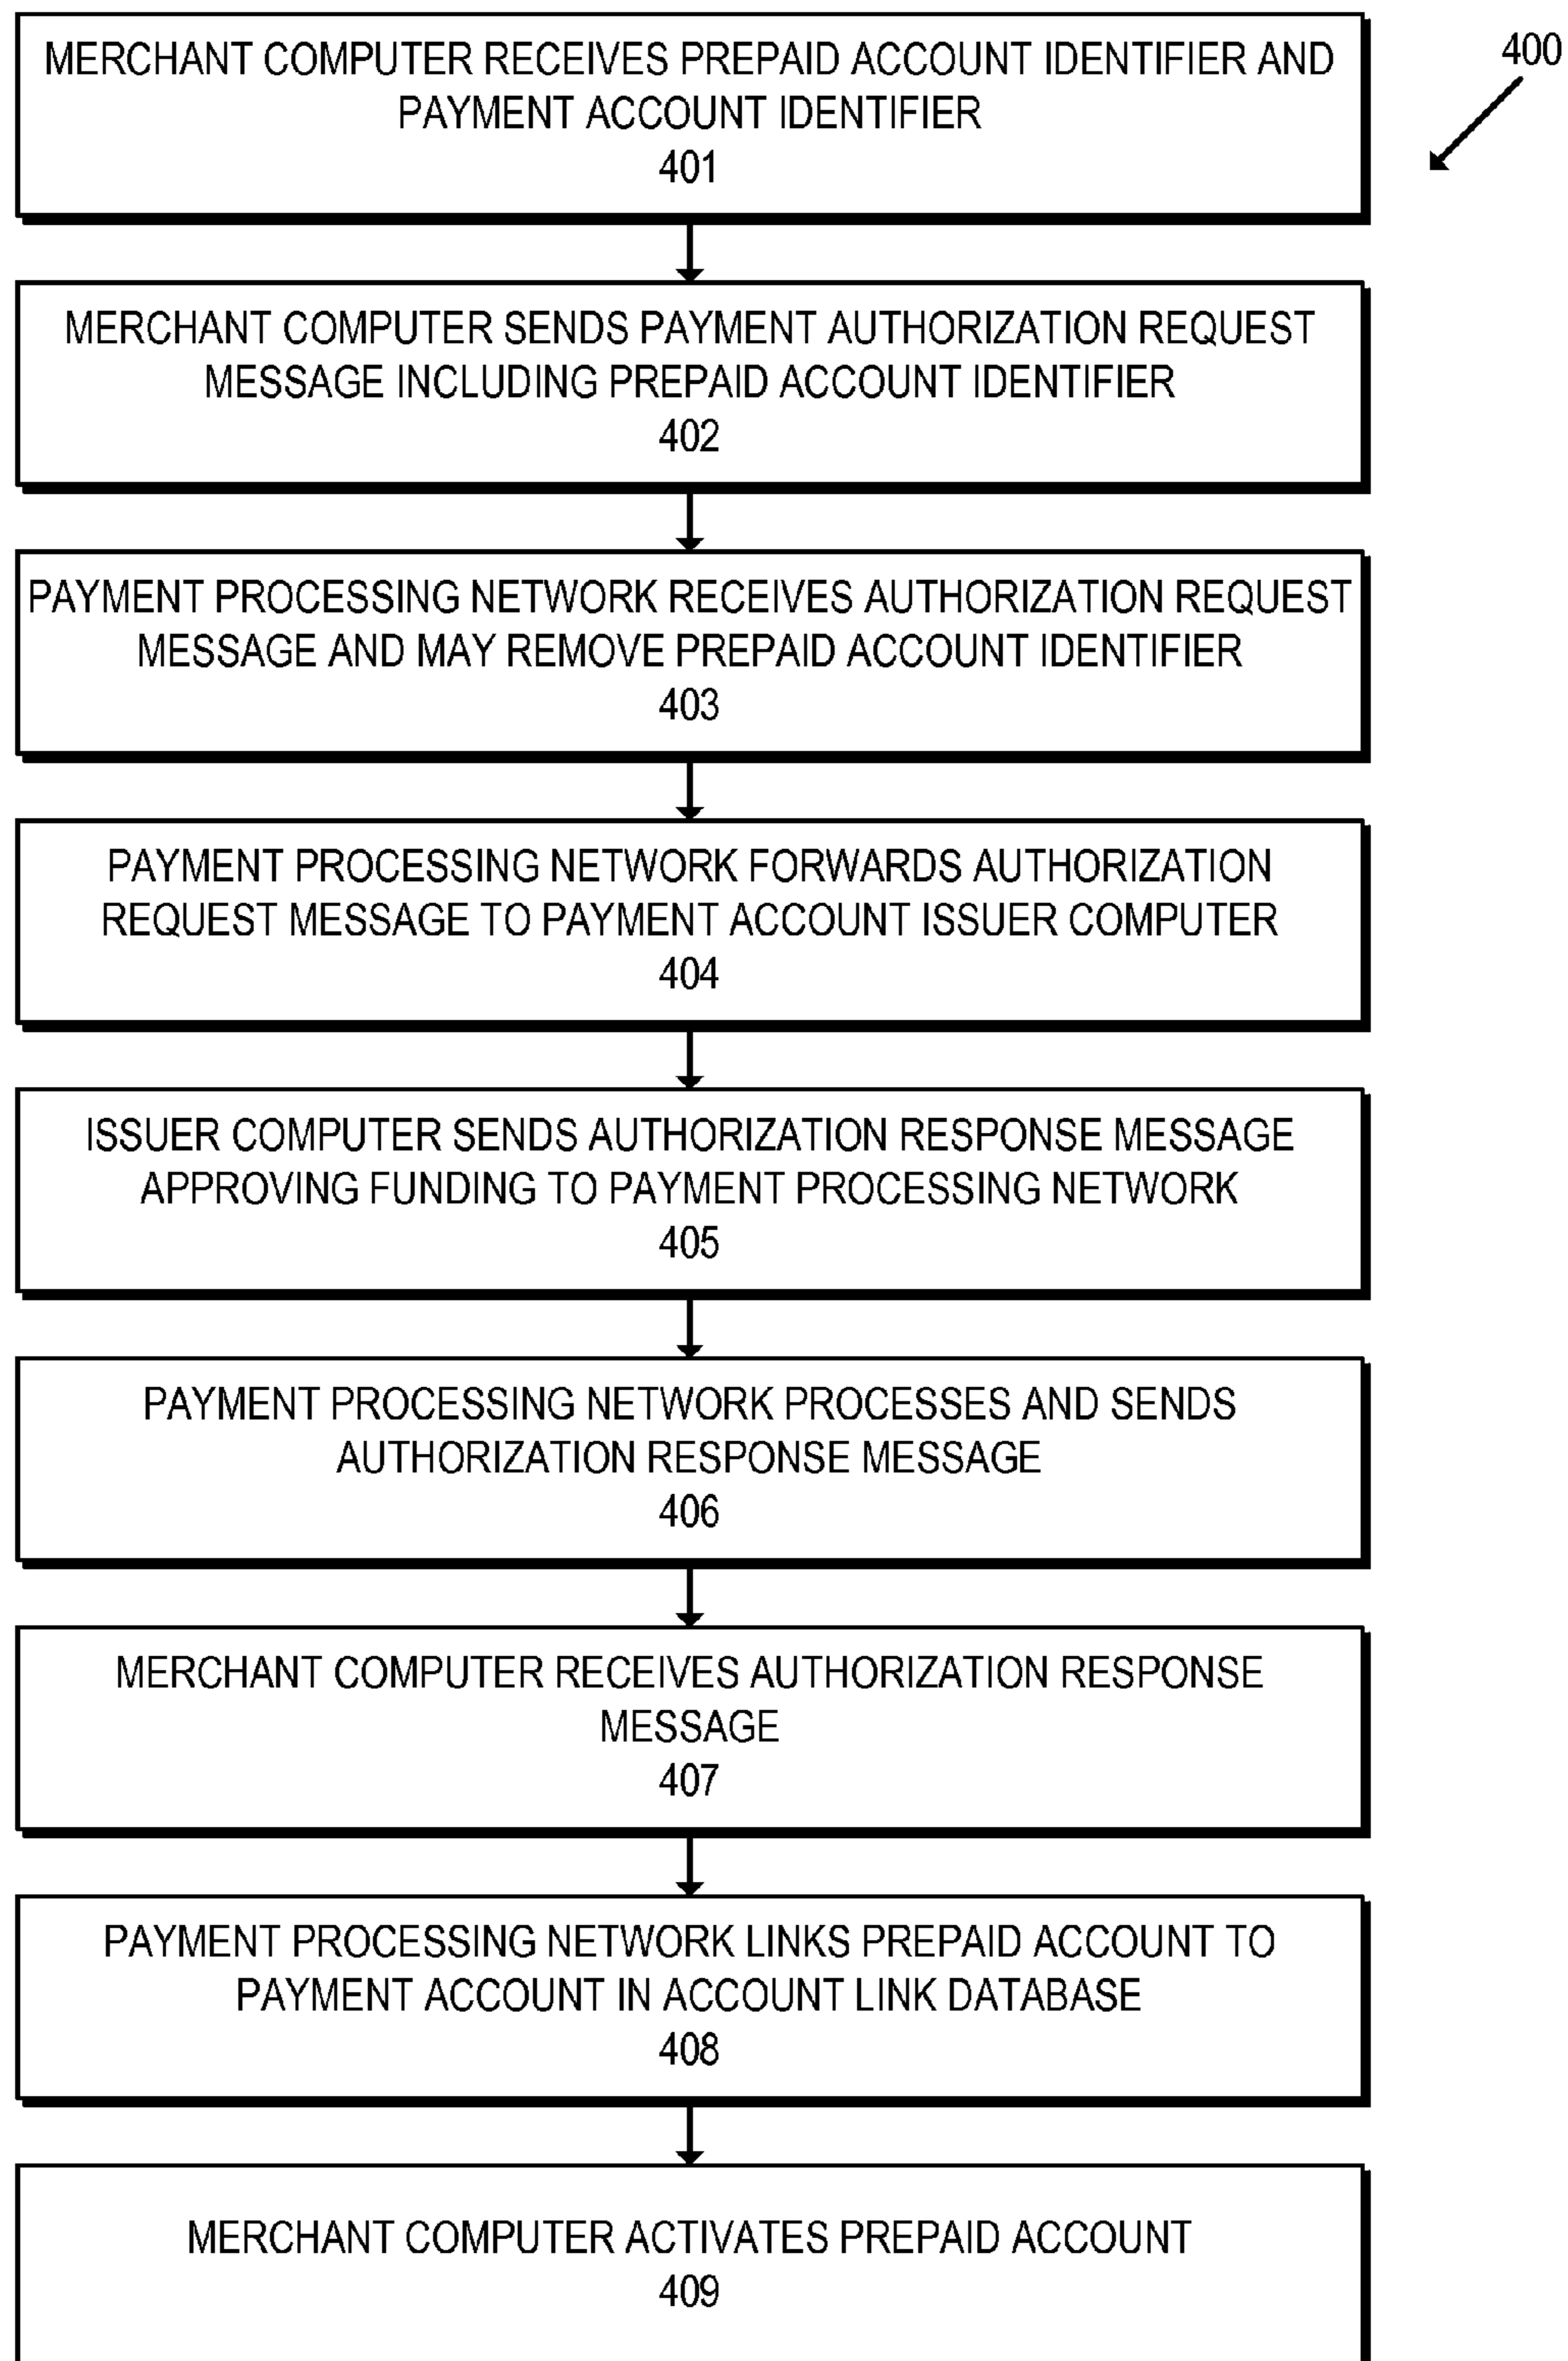 MERCHANT COMPUTER RECEIVES PREPAID ACCOUNT IDENTIFIER AND
PAYMENT ACCOUNT IDENTIFIER
401
400
MERCHANT COMPUTER SENDS PAYMENT AUTHORIZATION REQUEST
MESSAGE INCLUDING PREPAID ACCOUNT IDENTIFIER
402
PAYMENT PROCESSING NETWORK RECEIVES AUTHORIZATION REQUEST
MESSAGE AND MAY REMOVE PREPAID ACCOUNT IDENTIFIER
403
PAYMENT PROCESSING NETWORK FORWARDS AUTHORIZATION
REQUEST MESSAGE TO PAYMENT ACCOUNT ISSUER COMPUTER
404
ISSUER COMPUTER SENDS AUTHORIZATION RESPONSE MESSAGE
APPROVING FUNDING TO PAYMENT PROCESSING NETWORK
405
PAYMENT PROCESSING NETWORK PROCESSES AND SENDS
AUTHORIZATION RESPONSE MESSAGE
406
MERCHANT COMPUTER RECEIVES AUTHORIZATION RESPONSE
MESSAGE
407
PAYMENT PROCESSING NETWORK LINKS PREPAID ACCOUNT TO
PAYMENT ACCOUNT IN ACCOUNT LINK DATABASE
408
MERCHANT COMPUTER ACTIVATES PREPAID ACCOUNT
409